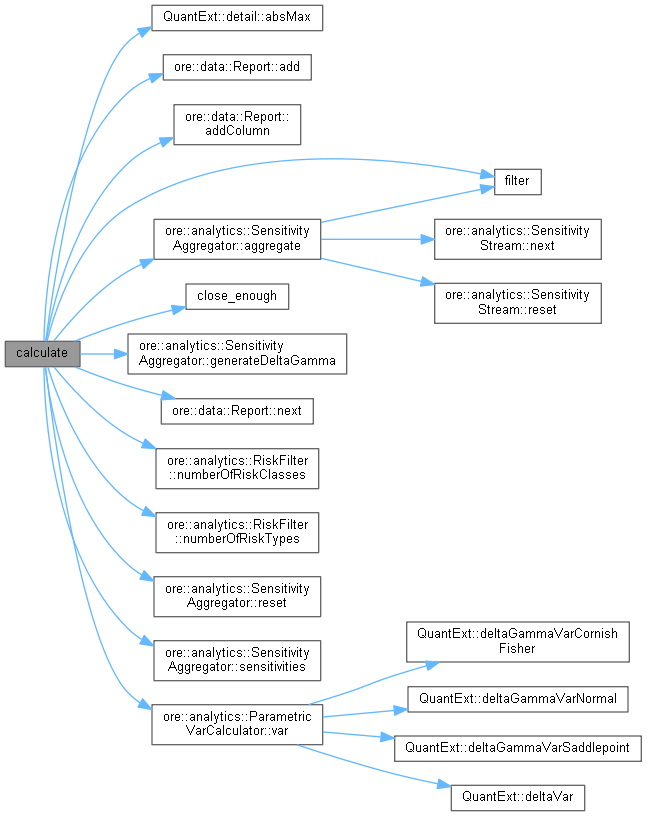 QuantExt::detail::absMax
ore::data::Report::add
ore::data::Report::
addColumn
filter
ore::analytics::Sensitivity
Aggregator::aggregate
ore::analytics::Sensitivity
Stream::next
close_enough
ore::analytics::Sensitivity
Stream::reset
calculate
ore::analytics::Sensitivity
Aggregator::generateDeltaGamma
ore::data::Report::next
ore::analytics::RiskFilter
::numberOfRiskClasses
ore::analytics::RiskFilter
::numberOfRiskTypes
ore::analytics::Sensitivity
Aggregator::reset
ore::analytics::Sensitivity
Aggregator::sensitivities
QuantExt::deltaGammaVarCornish
Fisher
ore::analytics::Parametric
VarCalculator::var
QuantExt::deltaGammaVarNormal
QuantExt::deltaGammaVarSaddlepoint
QuantExt::deltaVar